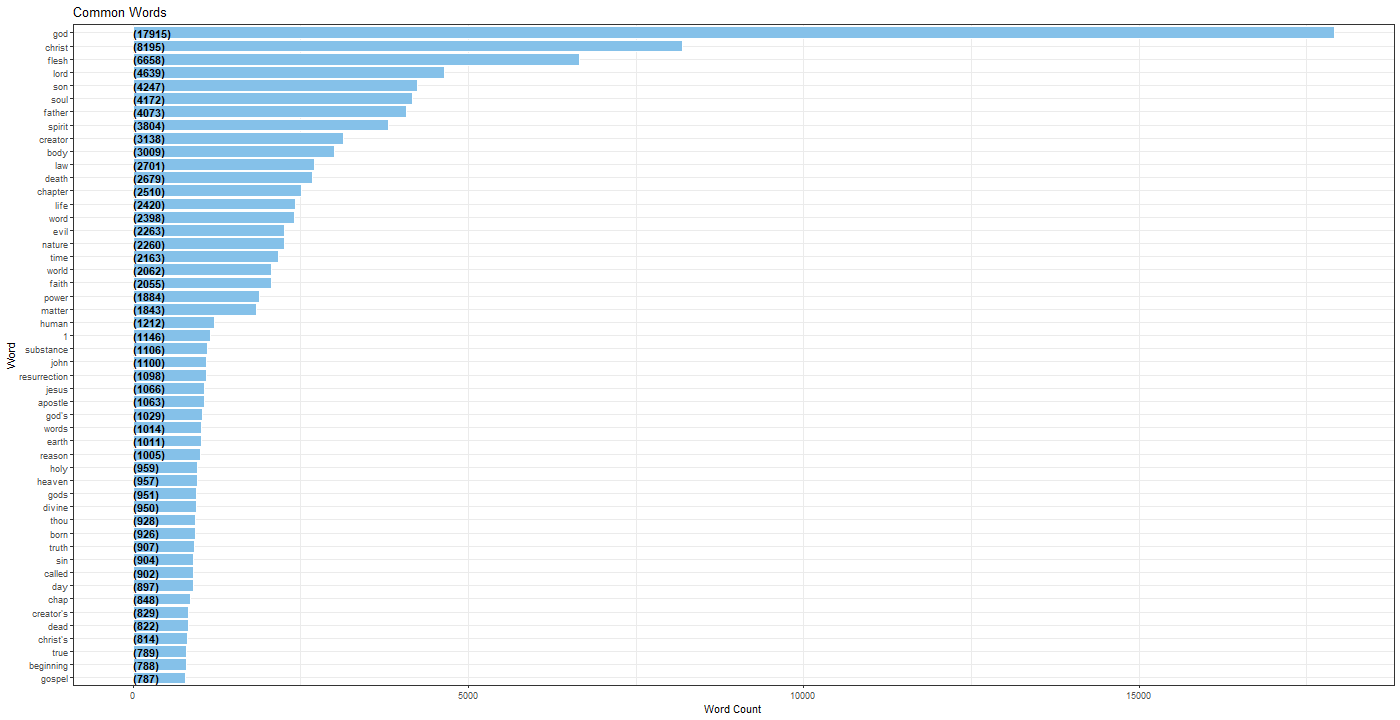 Common Words
god (17915)
christ (8195)
flesh (6658)
lord (4639)
son (4247)
soul (4172)
father (4073)
spirit (3804)
creator (3138)
body (3009)
law (2701)
death (2679)
chapter (2510)
life (2420)
word (2398)
evil (2263)
nature (2260)
time (2163)
world (2062)
faith (2055)
power (1884)
matter (1843)
human (1212)
1 (1146)
substance (1106)
john (1100)
resurrection (1098)
jesus (1066)
apostle (1063)
god's (1029)
words (1014)
earth (1011)
reason (1005)
holy (959)
heaven (957)
gods (951)
divine (950)
thou (928)
born (926)
truth (907)
sin (904)
called (902)
day (897)
chap (848)
creator's (829)
dead (822)
christ's (814)
true (789)
beginning (788)
gospel (787)
Word
0 5000 10000 15000
Word Count